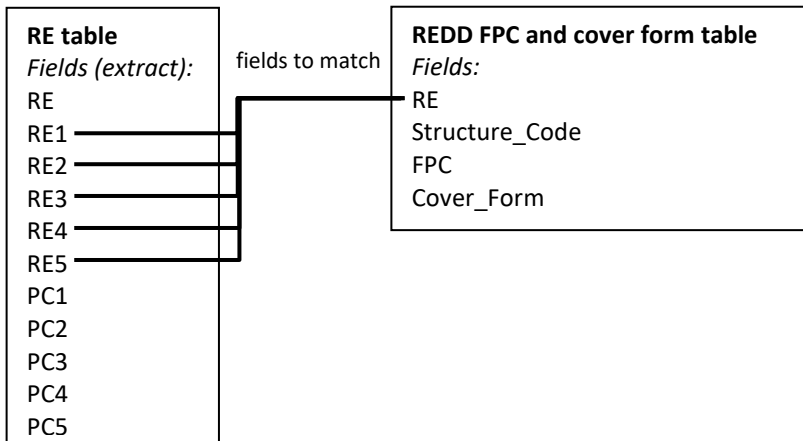 RE table
Fields (extract):
RE
RE1
RE2
RE3
RE4
RE5
PC1
PC2
PC3
PC4
PC5
fields to match
REDD FPC and cover form table
Fields:
RE
Structure_Code
FPC
Cover_Form